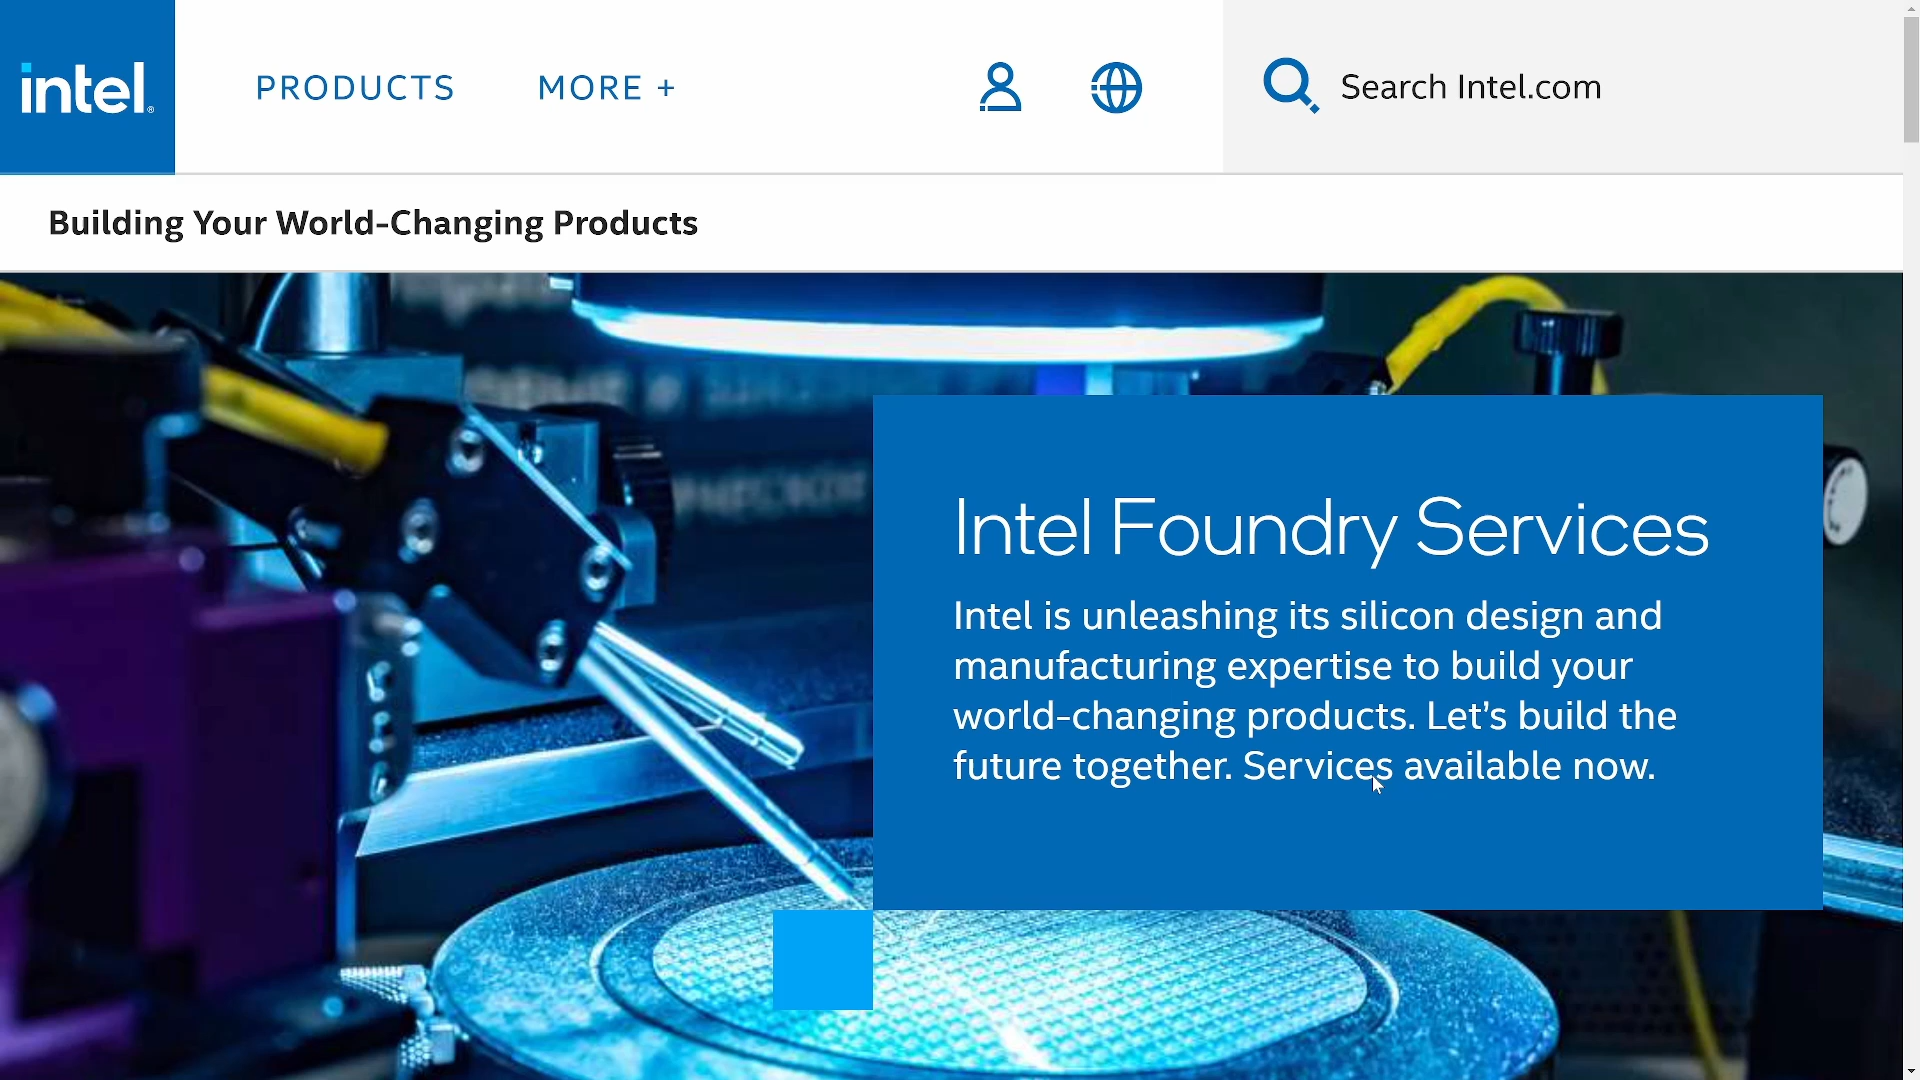 intel.
PRODUCTS
MORE +
Search Intel.com
Building Your World-Changing Products
Intel Foundry Services
Intel is unleashing its silicon design and
manufacturing expertise to build your
world-changing products. Let's build the
future together. Services available now.